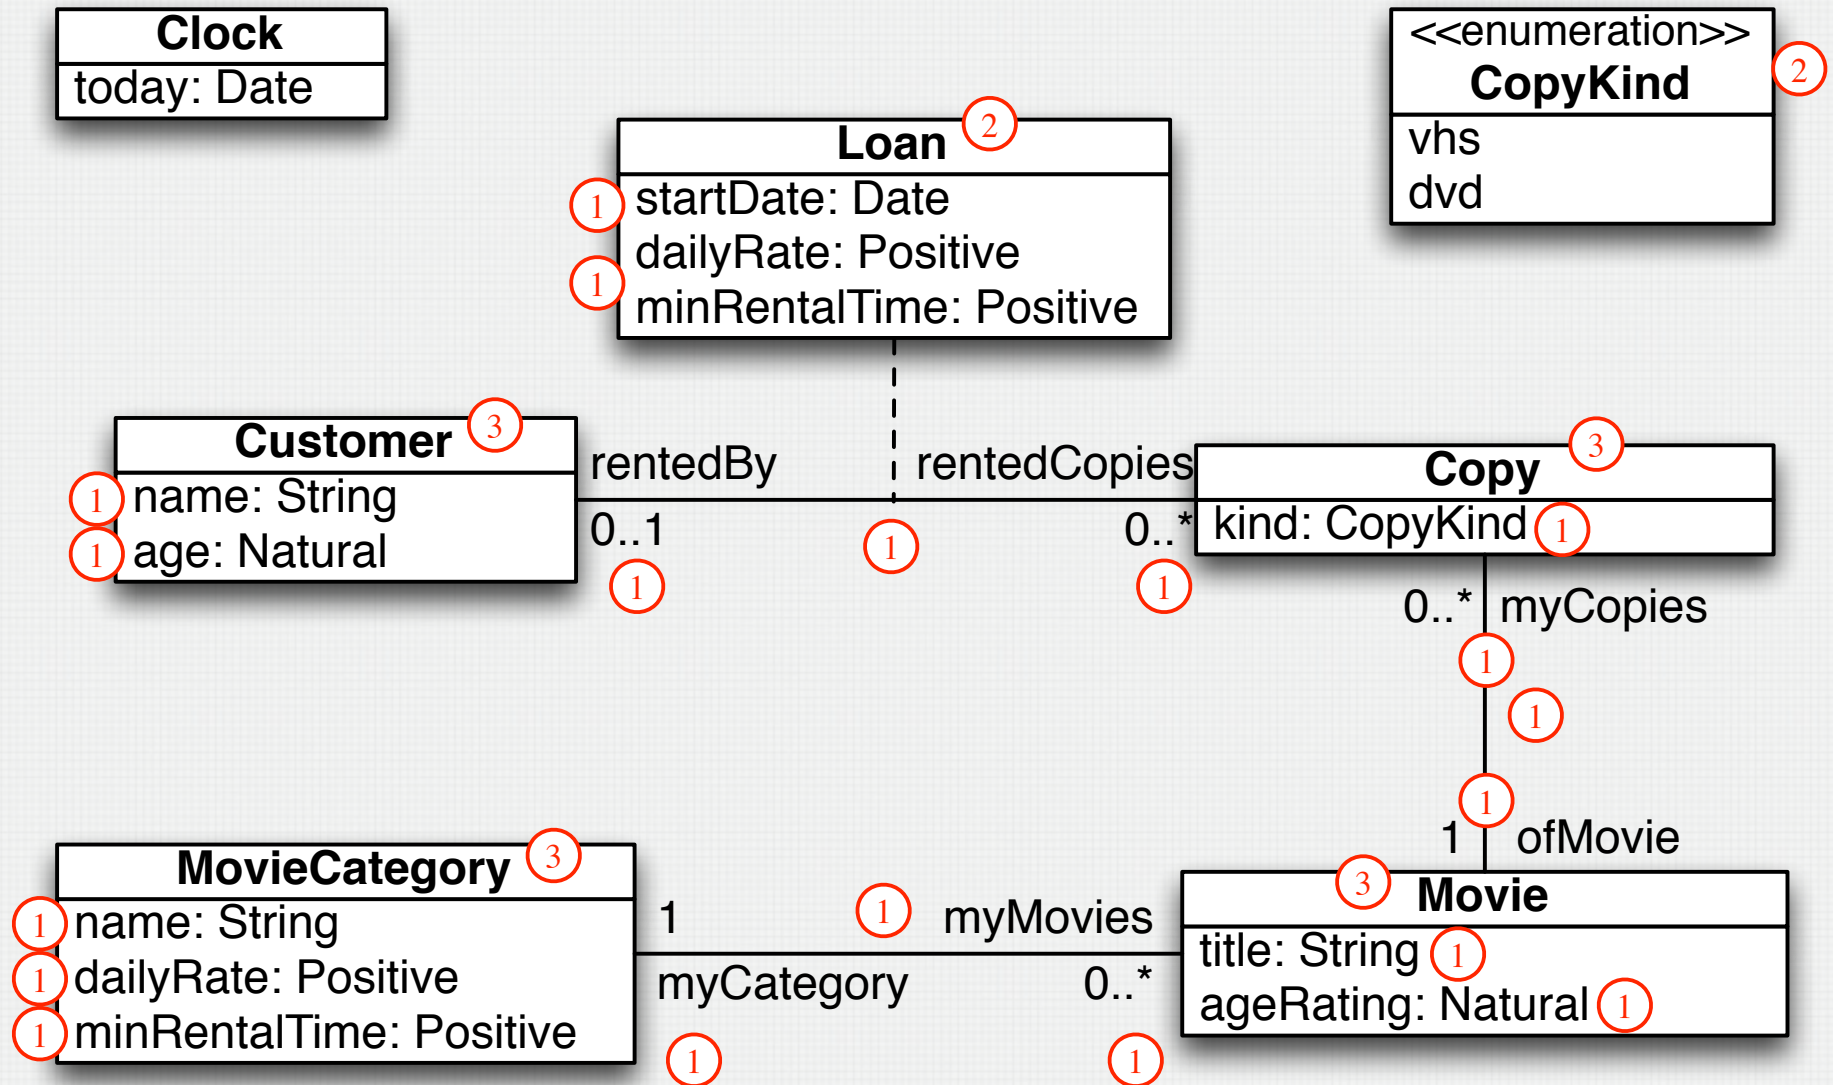 Clock
today: Date
<<enumeration>>
CopyKind
2
vhs
dvd
Loan
2
1
startDate: Date
dailyRate: Positive
1
minRentalTime: Positive
Customer
3
1
name: String
1
age: Natural
rentedBy
rentedCopies
0..1
1
1
0..*
1
Copy
3
kind: CopyKind
1
0..*
myCopies
1
1
1
1
ofMovie
MovieCategory
3
1
name: String
1
dailyRate: Positive
1
minRentalTime: Positive
1
1
myMovies
myCategory
0..*
1
1
3
Movie
title: String
1
ageRating: Natural
1